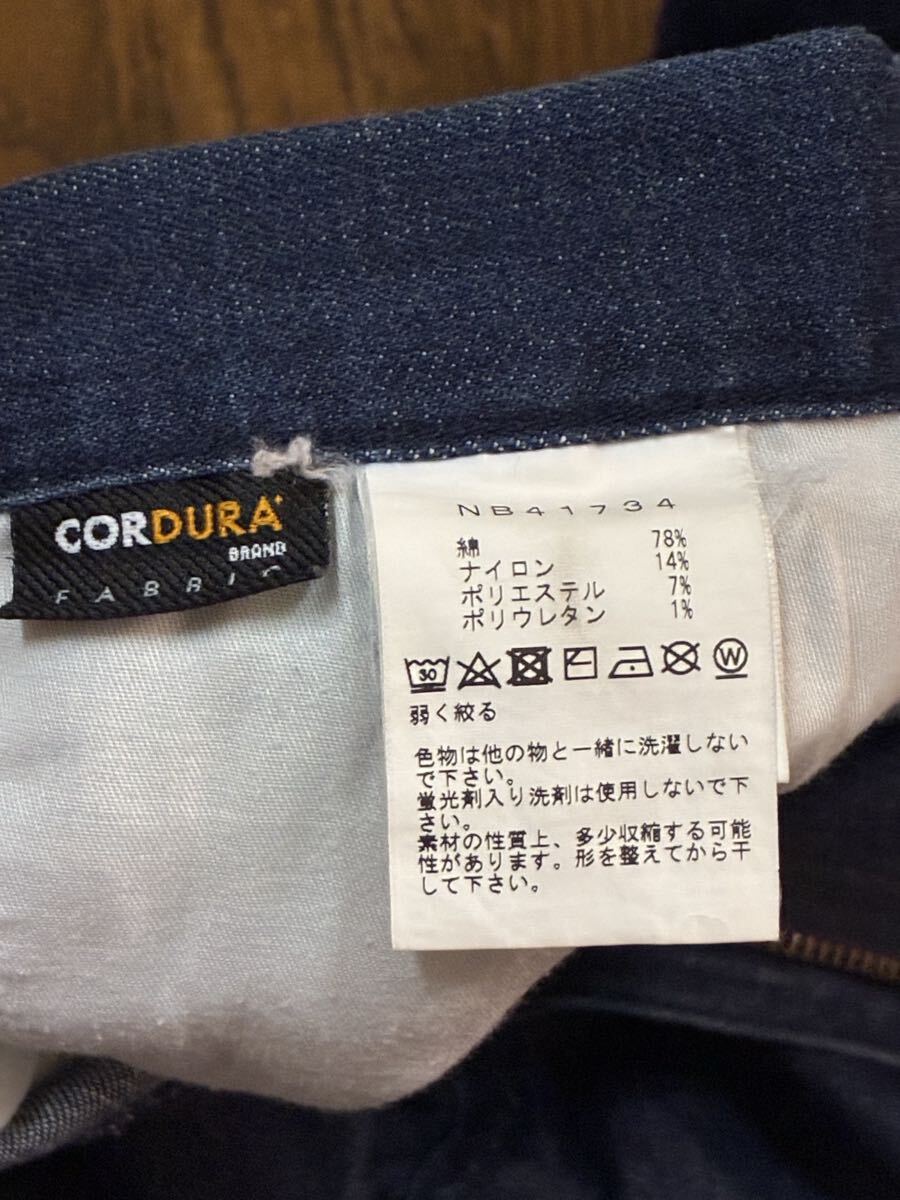 CORDURA
BRAND
FABRIC
NB41734
綿 78%
ナイロン 14%
ポリエステル 7%
ポリウレタン 1%
30 W
弱く絞る
色物は他の物と一緒に洗濯しない
で下さい。
蛍光剤入り洗剤は使用しないで下
さい。
素材の性質上、多少収縮する可能
性があります。形を整えてから干
して下さい。